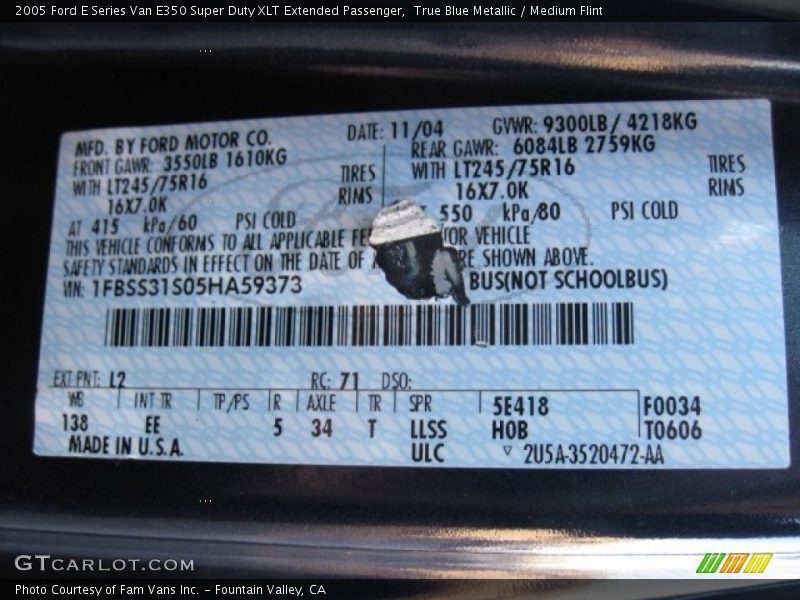 2005 Ford E Series Van E350 Super Duty XLT Extended Passenger,  True Blue Metallic / Medium Flint
MFD. BY FORD MOTOR CO. DATE: 11/04 GVWR: 9300LB/ 4218KG
FRONT GAWR: 3550LB 1610KG REAR GAWR: 6084LB 2759KG
WITH LT245/75R16 TIRES WITH LT245/75R16 TIRES
16X7.0K RIMS 16X7.0K RIMS
AT 415 kPa/60 PSI COLD 550 kPa/80 PSI COLD
THIS VEHICLE CONFORMS TO ALL APPLICABLE FE TOR VEHICLE
SAFETY STANDARDS IN EFFECT ON THE DATE OF RE SHOWN ABOVE.
VIN: 1FBSS31S05HA59373 BUS(NOT SCHOOLBUS)
EXT PNT: L2 RC: 71 DSO:
WB INT TR TP/PS R AXLE TR SPR 5E418 F0034
138 EE 5 34 T LLSS H0B T0606
MADE IN U.S.A. ULC ▽ 2U5A-3520472-AA
GTCARLOT.COM
Photo Courtesy of Fam Vans Inc. – Fountain Valley, CA